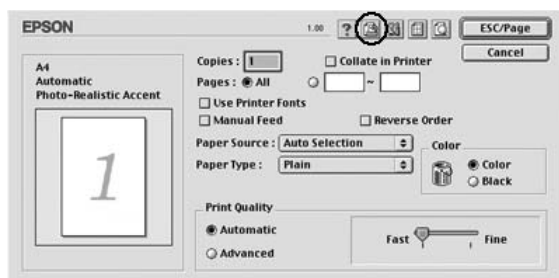 EPSON
1.00
?
ESC/Page
Cancel
A4
Automatic
Photo-Realistic Accent
1
Copies : 1
Collate in Printer
Pages : All ~
Use Printer Fonts
Manual Feed
Reverse Order
Paper Source : Auto Selection
Paper Type : Plain
Color
Color
Black
Print Quality
Automatic
Advanced
Fast
Fine